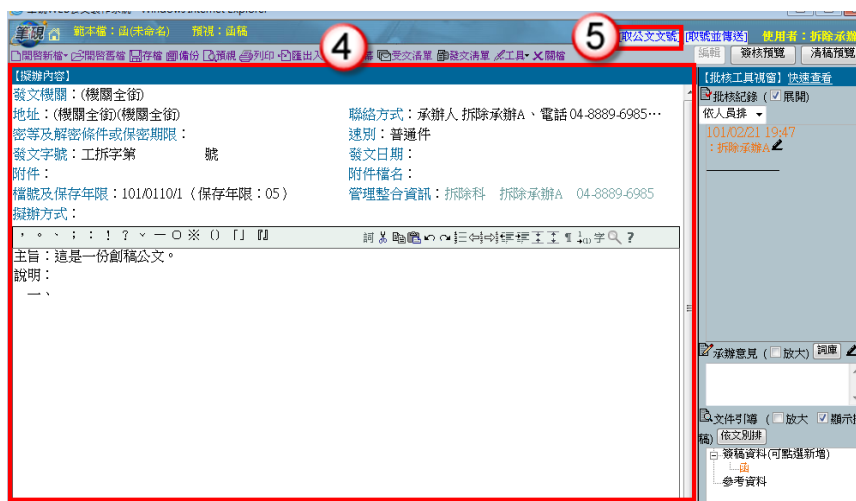 筆硯 範本檔：函(未命名) 預視：函稿
取公文文號] [取號並傳送] 使用者：拆除承辦
開啟新檔 開啟舊檔 存檔 備份 預視 列印 匯出入 受文清單 發文清單 工具 關檔
4
5
編輯 簽核預覽 清稿預覽
【擬辦內容】
發文機關：(機關全銜)
地址：(機關全銜)(機關全銜) 聯絡方式：承辦人 拆除承辦A、電話 04-8889-6985…
密等及解密條件或保密期限： 速別：普通件
發文字號：工拆字第 號 發文日期：
附件： 附件檔名：
檔號及保存年限：101/0110/1（保存年限：05） 管理整合資訊：拆除科 拆除承辦A 04-8889-6985
擬辦方式：
，。、；：！？ˇ—○※（）「」『』 詞 字 ?
主旨：這是一份創稿公文。
說明：
一、
【批核工具視窗】快速查看
批核紀錄 ( 展開)
依人員排
101/02/21 19:47
：拆除承辦A
承辦意見 ( 放大) 詞庫
文件引導 ( 放大 顯示
稿) 依文別排
簽稿資料(可點選新增)
函
參考資料